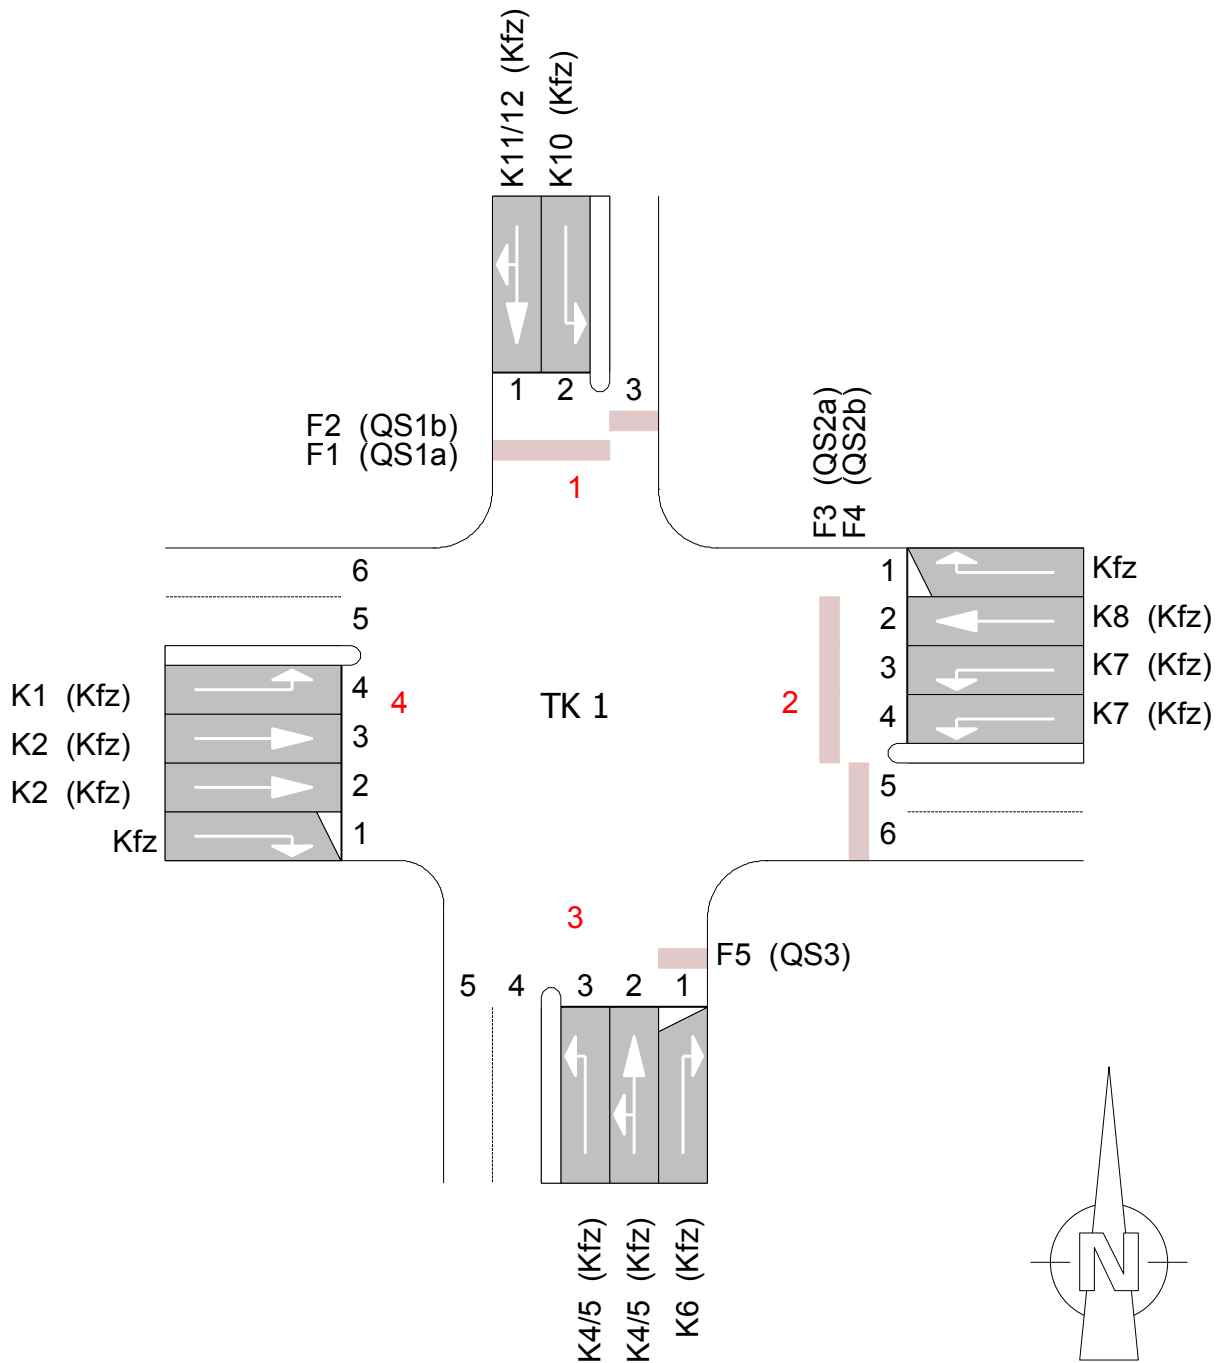 K11/12 (Kfz)
K10 (Kfz)
1 2 3
F2 (QS1b)
F1 (QS1a)
1
F3 (QS2a)
F4 (QS2b)
6
5
4
3
2
1
K1 (Kfz)
K2 (Kfz)
K2 (Kfz)
Kfz
4
TK 1
2
1
2
3
4
5
6
Kfz
K8 (Kfz)
K7 (Kfz)
K7 (Kfz)
3
F5 (QS3)
5 4 3 2 1
K4/5 (Kfz)
K4/5 (Kfz)
K6 (Kfz)
N